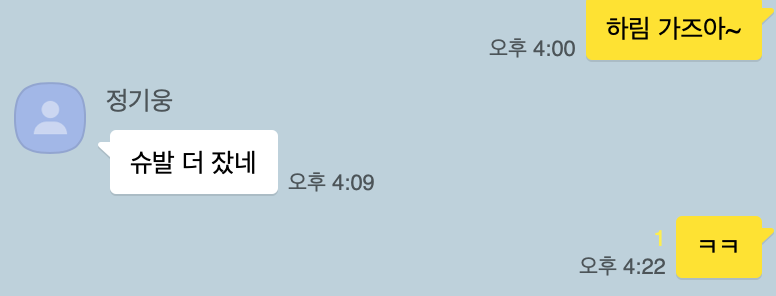 하림 가즈아~
오후 4:00
정기웅
슈발 더 잤네
오후 4:09
1
ㅋㅋ
오후 4:22